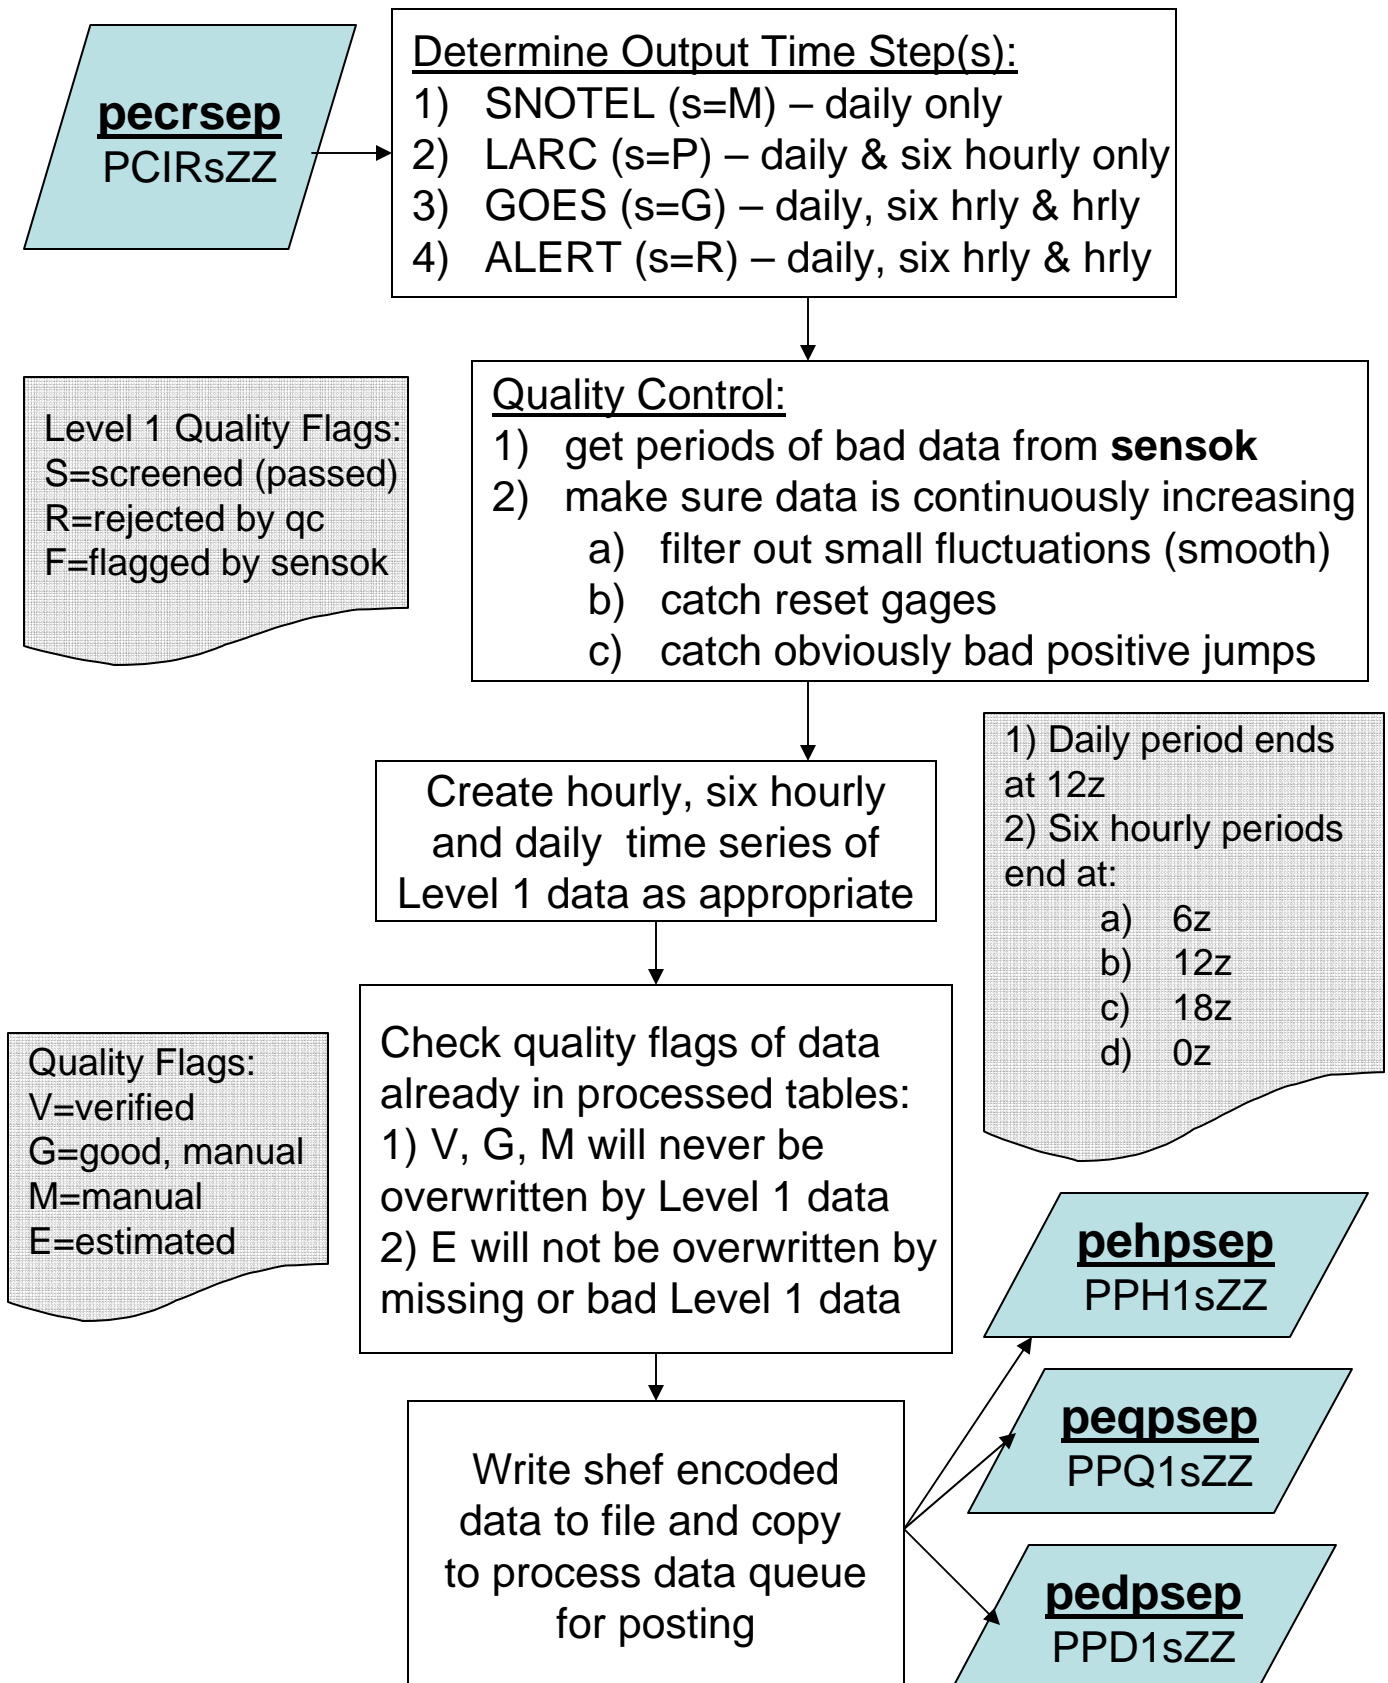 pecrsep
PCIRsZZ
Determine Output Time Step(s):
1) SNOTEL (s=M) – daily only
2) LARC (s=P) – daily & six hourly only
3) GOES (s=G) – daily, six hrly & hrly
4) ALERT (s=R) – daily, six hrly & hrly
Level 1 Quality Flags:
S=screened (passed)
R=rejected by qc
F=flagged by sensok
Quality Control:
1) get periods of bad data from sensok
2) make sure data is continuously increasing
a) filter out small fluctuations (smooth)
b) catch reset gages
c) catch obviously bad positive jumps
Create hourly, six hourly
and daily time series of
Level 1 data as appropriate
1) Daily period ends
at 12z
2) Six hourly periods
end at:
a) 6z
b) 12z
c) 18z
d) 0z
Quality Flags:
V=verified
G=good, manual
M=manual
E=estimated
Check quality flags of data
already in processed tables:
1) V, G, M will never be
overwritten by Level 1 data
2) E will not be overwritten by
missing or bad Level 1 data
Write shef encoded
data to file and copy
to process data queue
for posting
pehpsep
PPH1sZZ
peqpsep
PPQ1sZZ
pedpsep
PPD1sZZ